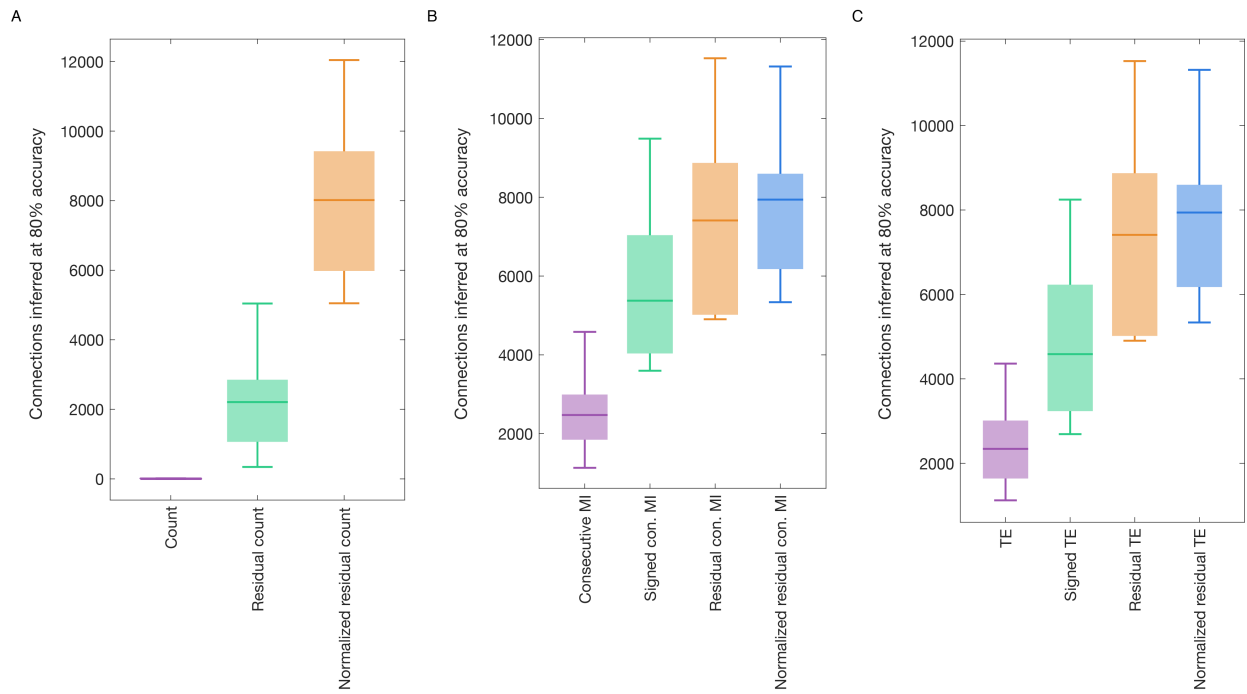 A
Connections inferred at 80% accuracy
12000
10000
8000
6000
4000
2000
0
Count
Residual count
Normalized residual count
B
Connections inferred at 80% accuracy
12000
10000
8000
6000
4000
2000
Consecutive MI
Signed con. MI
Residual con. MI
Normalized residual con. MI
C
Connections inferred at 80% accuracy
12000
10000
8000
6000
4000
2000
TE
Signed TE
Residual TE
Normalized residual TE